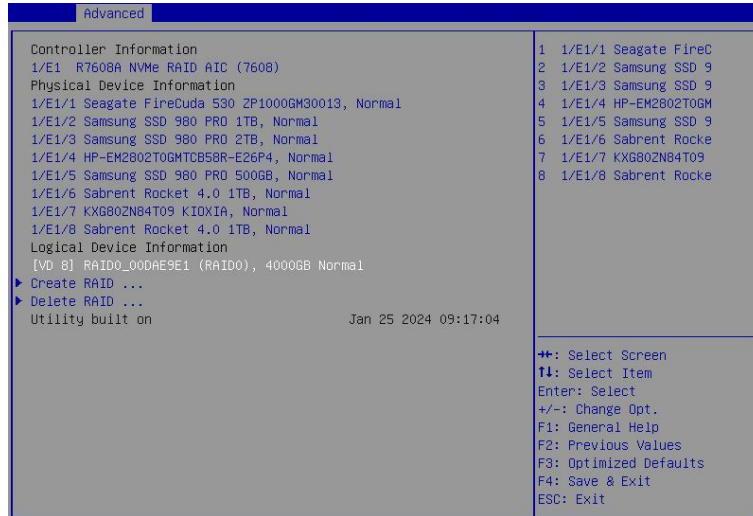 Advanced
Controller Information
1/E1 R7608A NVMe RAID AIC (7608)
Physical Device Information
1/E1/1 Seagate FireCuda 530 ZP1000GM30013, Normal
1/E1/2 Samsung SSD 980 PRO 1TB, Normal
1/E1/3 Samsung SSD 980 PRO 2TB, Normal
1/E1/4 HP-EM2802T0GMTCB58R-E26P4, Normal
1/E1/5 Samsung SSD 980 PRO 500GB, Normal
1/E1/6 Sabrent Rocket 4.0 1TB, Normal
1/E1/7 KXG80ZN84T09 KIOXIA, Normal
1/E1/8 Sabrent Rocket 4.0 1TB, Normal
Logical Device Information
[VD 8] RAID0_00DAE9E1 (RAID0), 4000GB Normal
Create RAID ...
Delete RAID ...
Utility built on Jan 25 2024 09:17:04
1 1/E1/1 Seagate FireC
2 1/E1/2 Samsung SSD 9
3 1/E1/3 Samsung SSD 9
4 1/E1/4 HP-EM2802T0GM
5 1/E1/5 Samsung SSD 9
6 1/E1/6 Sabrent Rocke
7 1/E1/7 KXG80ZN84T09
8 1/E1/8 Sabrent Rocke
→←: Select Screen
↑↓: Select Item
Enter: Select
+/-: Change Opt.
F1: General Help
F2: Previous Values
F3: Optimized Defaults
F4: Save & Exit
ESC: Exit